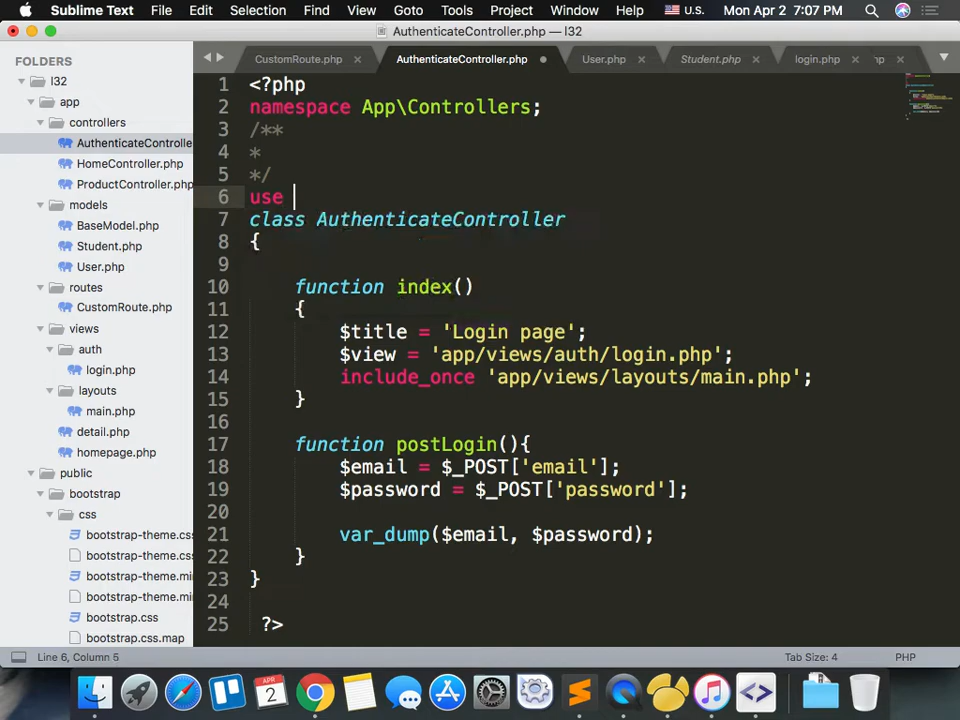 Sublime Text File Edit Selection Find View Goto Tools Project Window Help U.S. Mon Apr 2 7:07 PM
AuthenticateController.php — l32
FOLDERS
l32
app
controllers
AuthenticateControlle
HomeController.php
ProductController.php
models
BaseModel.php
Student.php
User.php
routes
CustomRoute.php
views
auth
login.php
layouts
main.php
detail.php
homepage.php
public
bootstrap
css
bootstrap-theme.css
bootstrap-theme.css
bootstrap-theme.min
bootstrap-theme.min
bootstrap.css
bootstrap.css.map
CustomRoute.php × AuthenticateController.php User.php × Student.php × login.php × np ×
1 <?php
2 namespace App\Controllers;
3 /**
4 *
5 */
6 use
7 class AuthenticateController
8 {
9
10 function index()
11 {
12 $title = 'Login page';
13 $view = 'app/views/auth/login.php';
14 include_once 'app/views/layouts/main.php';
15 }
16
17 function postLogin(){
18 $email = $_POST['email'];
19 $password = $_POST['password'];
20
21 var_dump($email, $password);
22 }
23 }
24
25 ?>
Line 6, Column 5 Tab Size: 4 PHP
APR
2